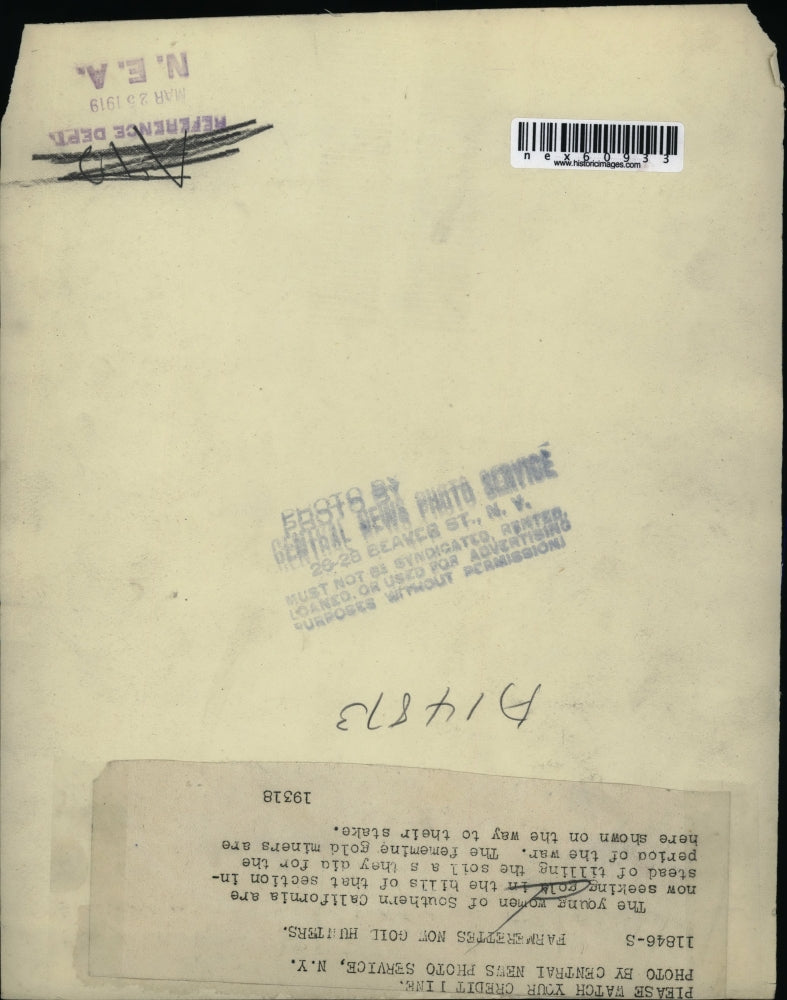 N. E. A.
MAR 25 1919
REFERENCE DEPT.
nex60933
www.historicimages.com
PHOTO BY
CENTRAL NEWS PHOTO SERVICE
26-28 BEAVER ST., N. Y.
MUST NOT BE SYNDICATED, RENTED,
LOANED, OR USED FOR ADVERTISING
PURPOSES WITHOUT PERMISSION
A14873
PLEASE WATCH YOUR CREDIT LINE.
PHOTO BY CENTRAL NEWS PHOTO SERVICE, N.Y.
11846-S FARMERETTES NOW GOLD HUNTERS.
The young women of Southern California are
now seeking gold in the hills of that section in-
stead of tilling the soil a s they did for the
period of the war. The fememine gold miners are
here shown on the way to their stake.
19318